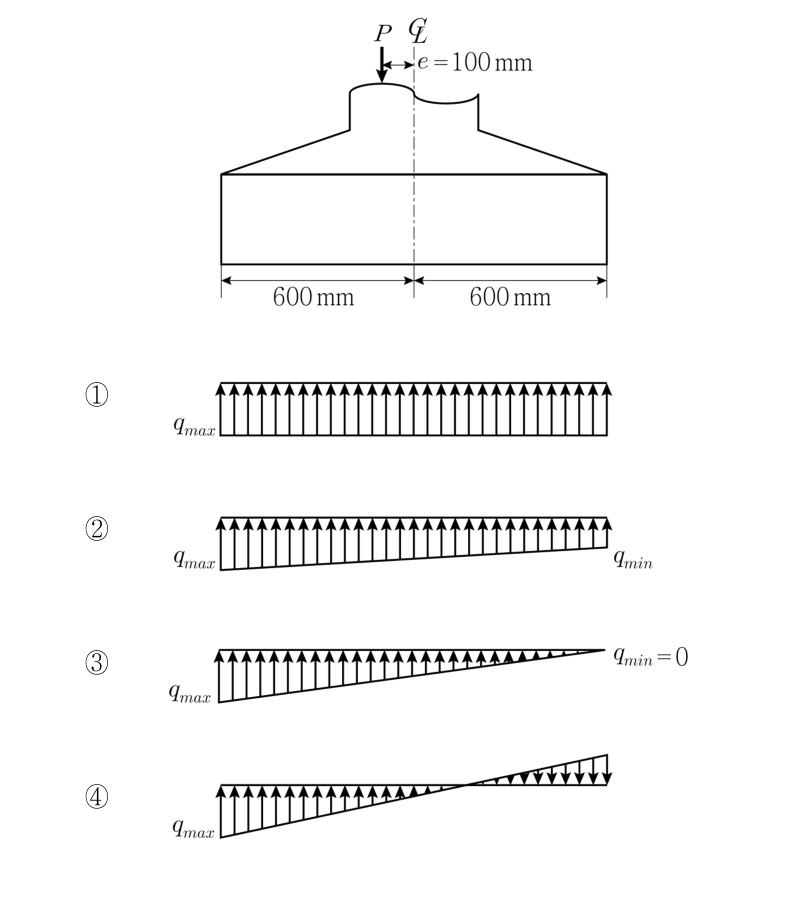 P ℄
e = 100 mm
600 mm 600 mm
①
q_max
②
q_max q_min
③
q_max q_min = 0
④
q_max